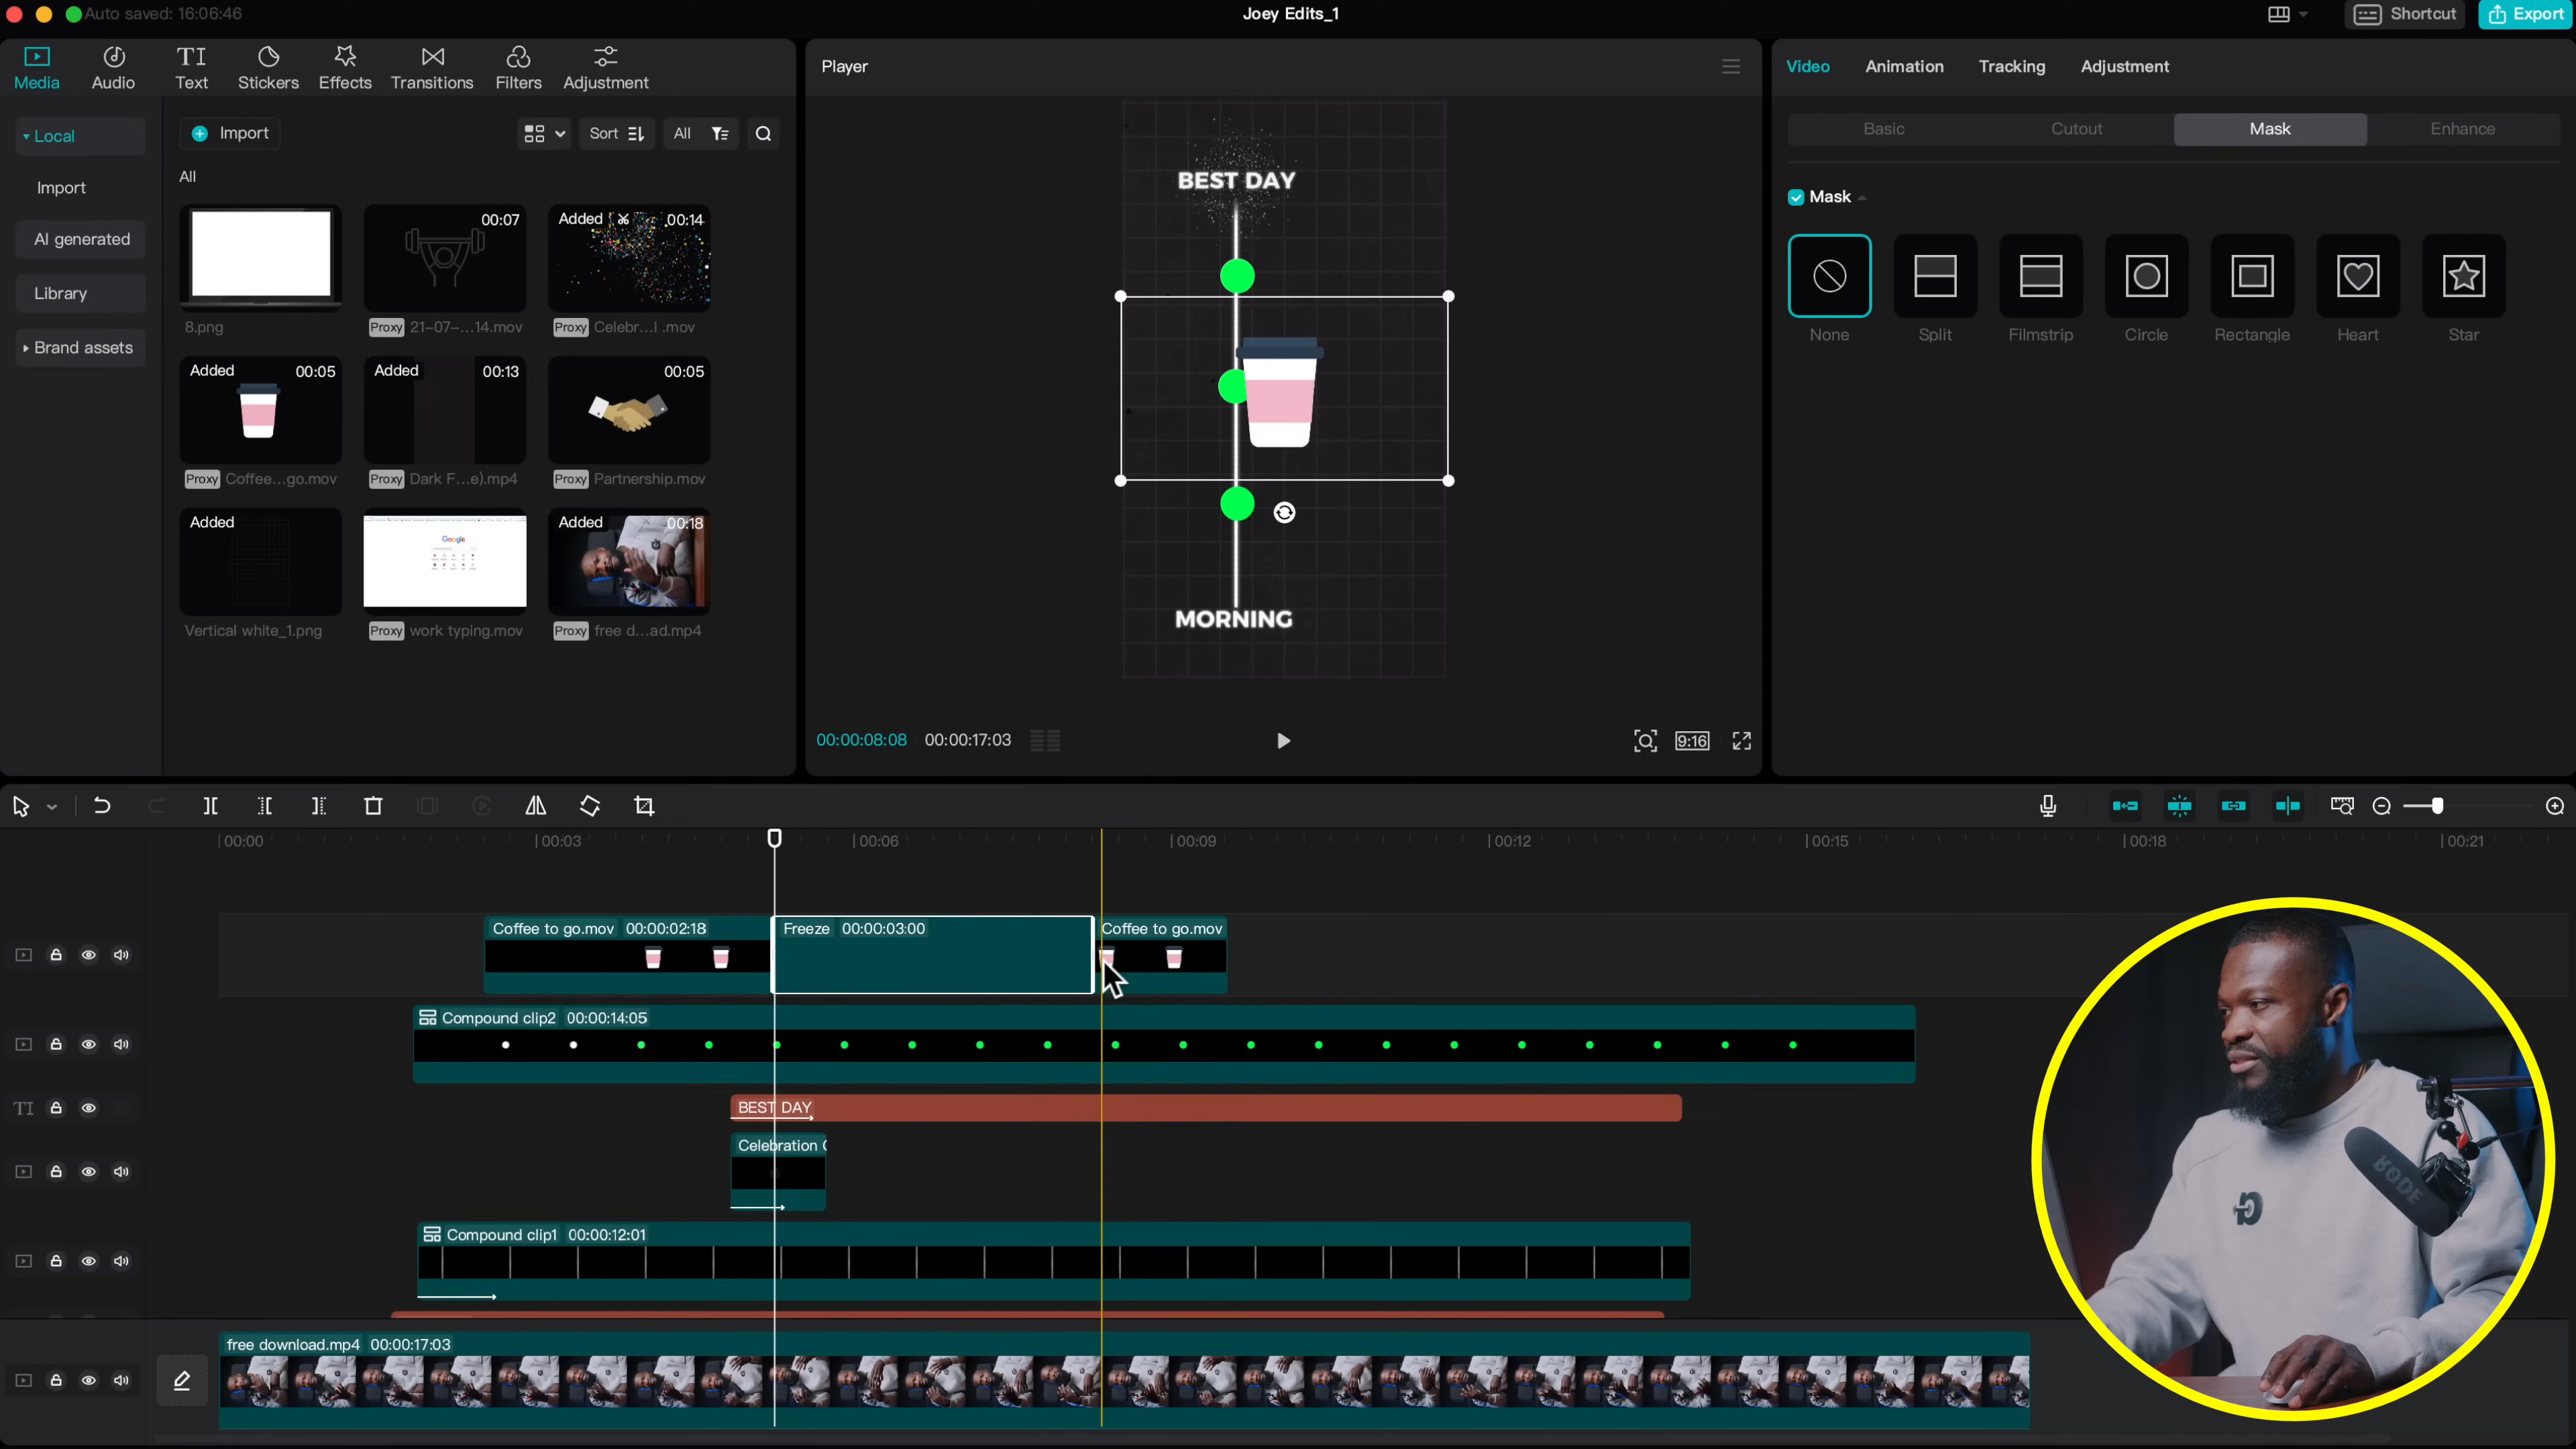 Auto saved: 16:06:46
Joey Edits_1
Shortcut
Export
Media
Audio
TI
Text
Stickers
Effects
Transitions
Filters
Adjustment
Player
Video
Animation
Tracking
Adjustment
Local
Import
AI generated
Library
Brand assets
Import
Sort
All
All
00:07
Added
00:14
8.png
Proxy 21-07-...14.mov
Proxy Celebr...l .mov
Added
00:05
Added
00:13
00:05
Proxy Coffee...go.mov
Proxy Dark F...e).mp4
Proxy Partnership.mov
Added
Google
Added
00:18
Vertical white_1.png
Proxy work typing.mov
Proxy free d...ad.mp4
BEST DAY
MORNING
00:00:08:08
00:00:17:03
9:16
Basic
Cutout
Mask
Enhance
Mask
None
Split
Filmstrip
Circle
Rectangle
Heart
Star
00:00
00:03
00:06
00:09
00:12
00:15
00:18
00:21
Coffee to go.mov 00:00:02:18
Freeze 00:00:03:00
Coffee to go.mov
Compound clip2 00:00:14:05
TI
BEST DAY
Celebration C
Compound clip1 00:00:12:01
free download.mp4 00:00:17:03
RODE